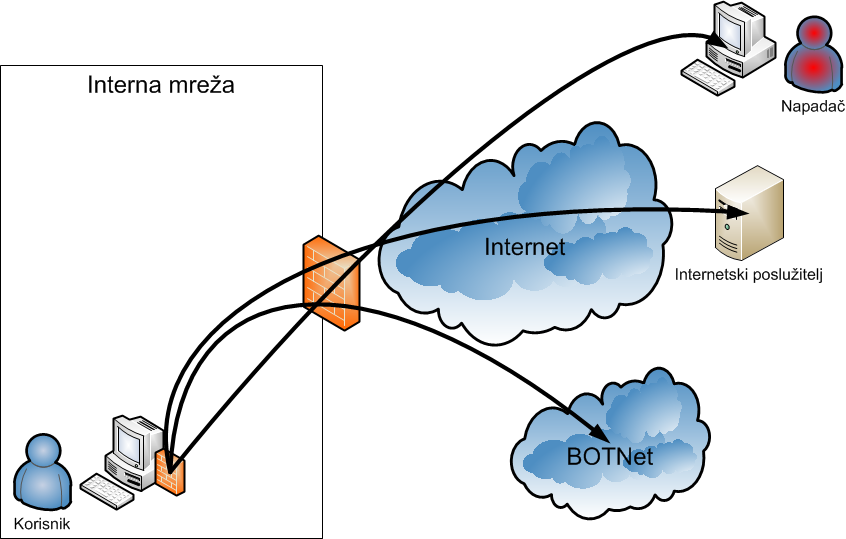 Interna mreža
Napadač
Internet
Internetski poslužitelj
BOTNet
Korisnik